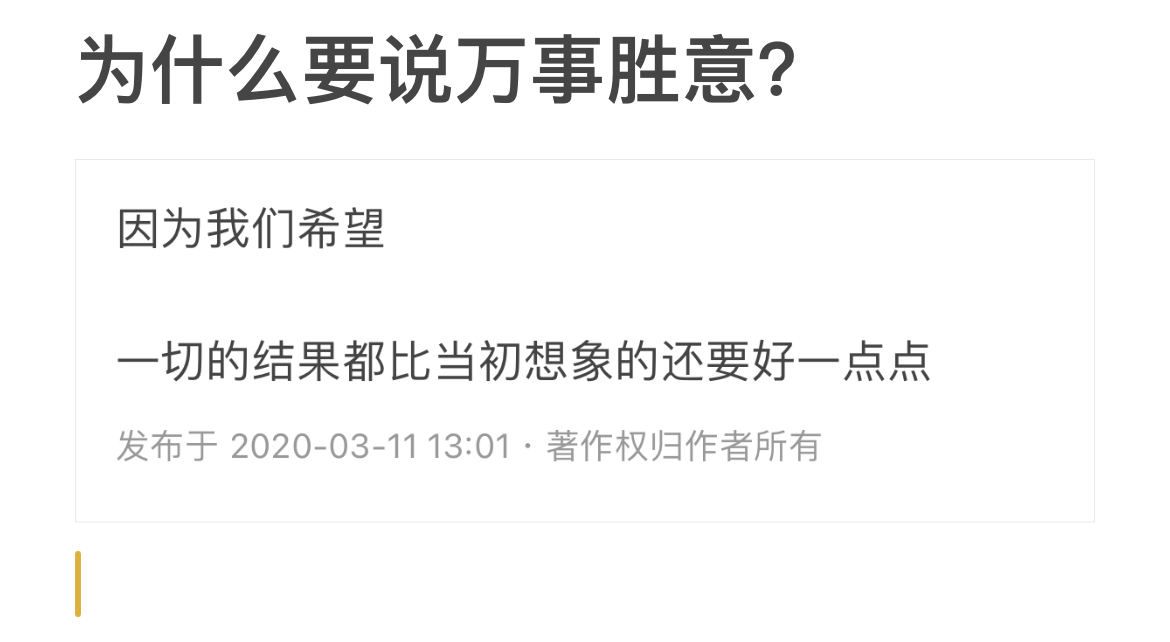 为什么要说万事胜意?
因为我们希望
一切的结果都比当初想象的还要好一点点
发布于 2020-03-11 13:01 · 著作权归作者所有